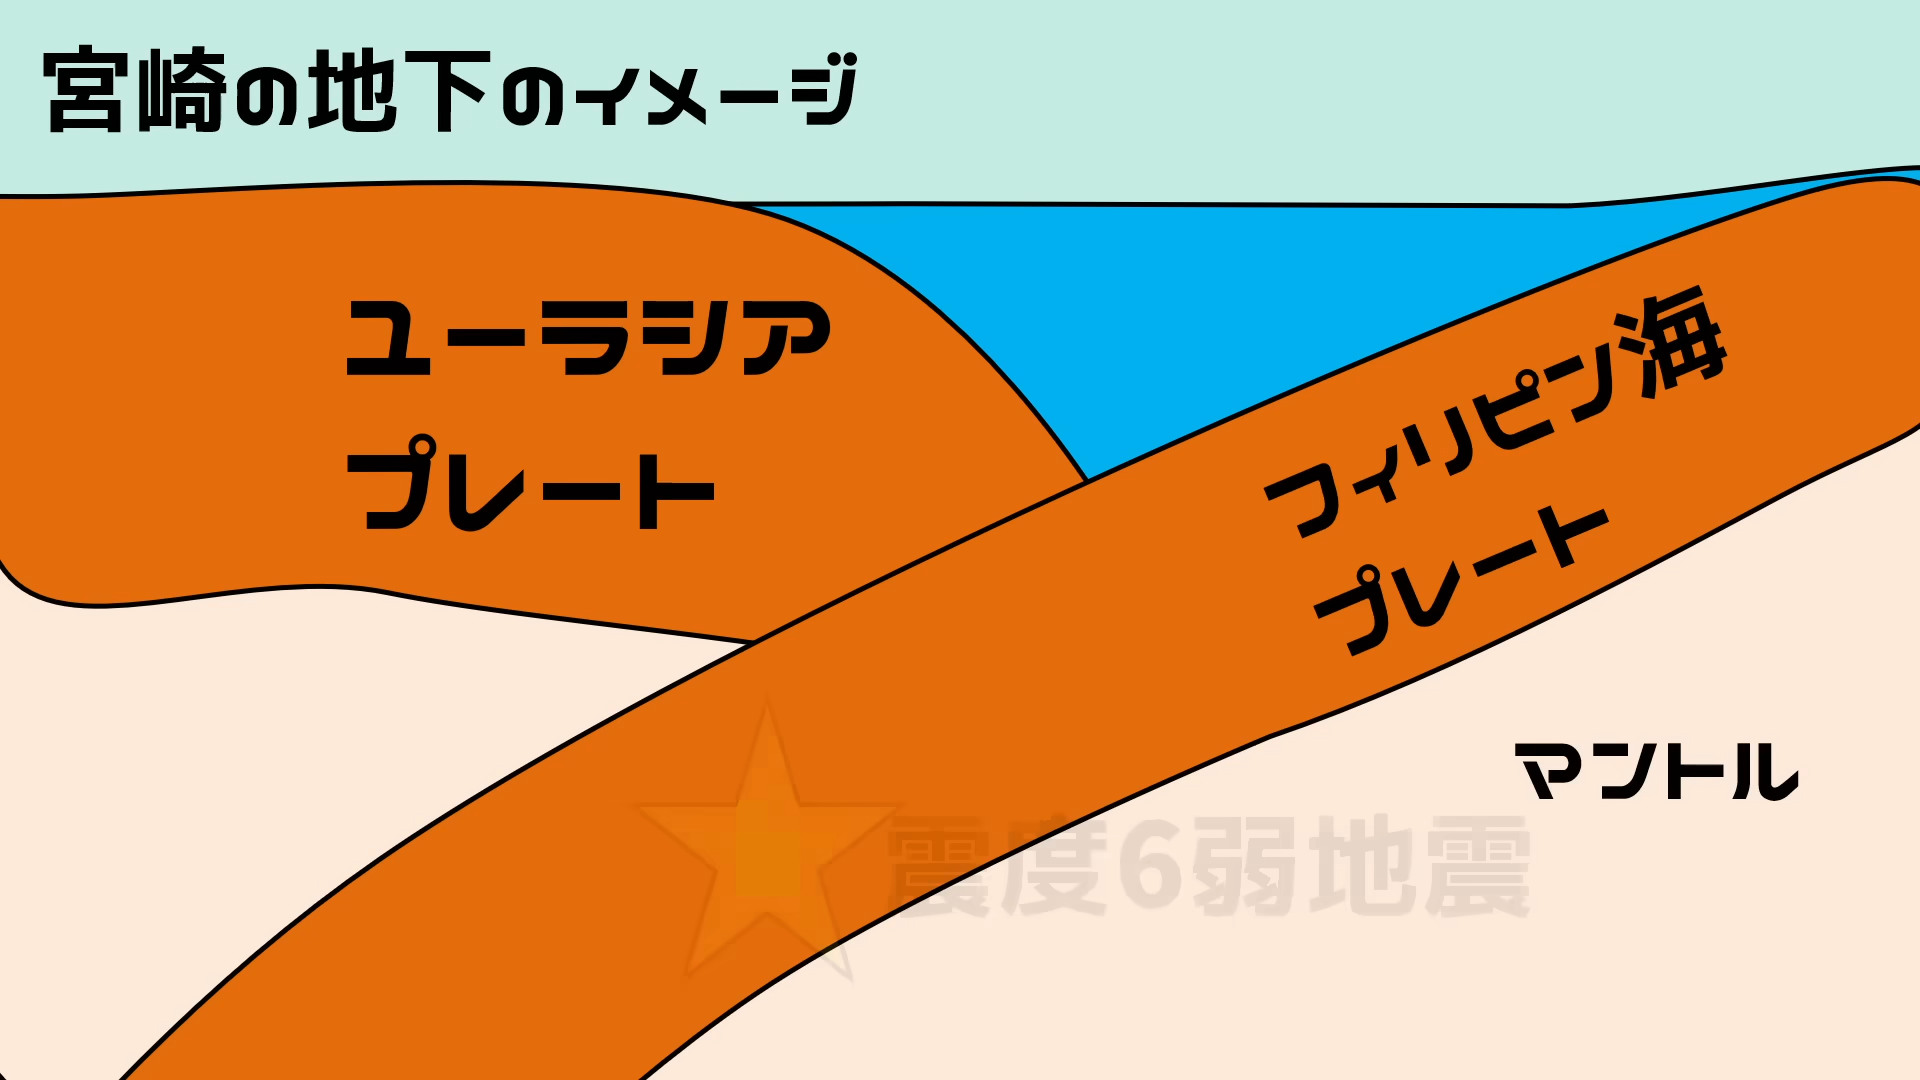 宮崎の地下のイメージ
ユーラシア
プレート
フィリピン海
プレート
マントル
震度6弱地震